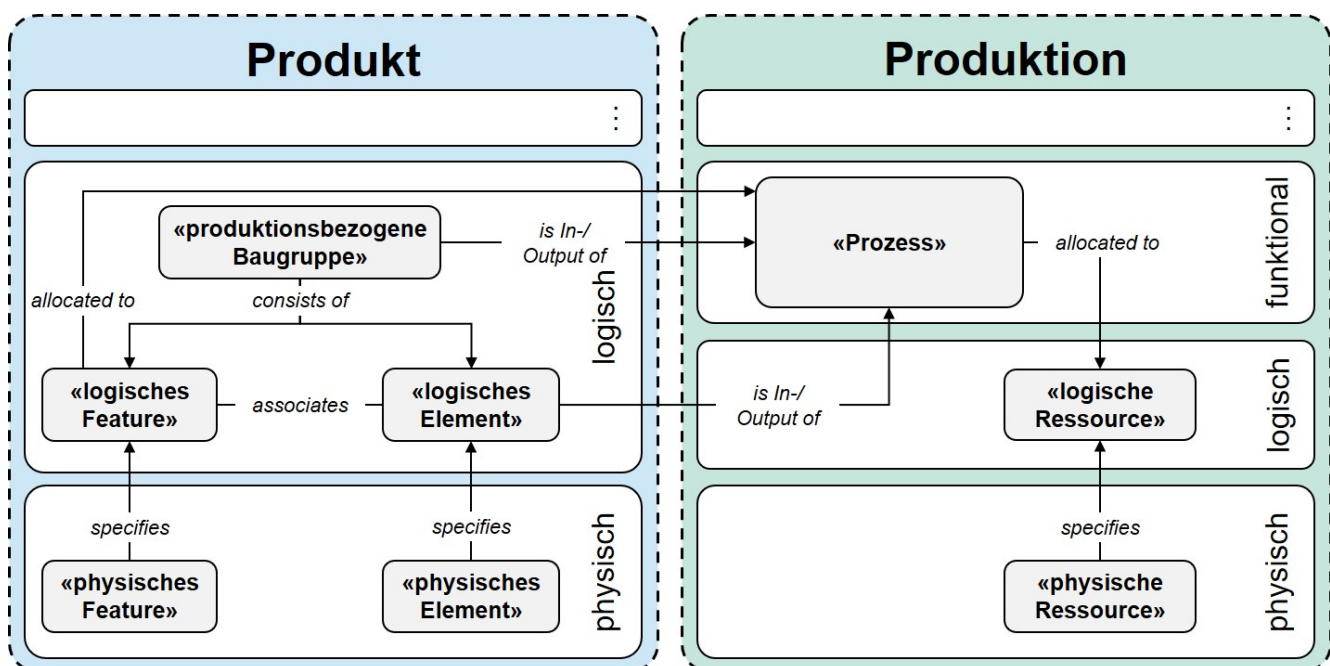 Produkt
⋮
«produktionsbezogene
Baugruppe»
is In-/
Output of
allocated to
consists of
logisch
«logisches
Feature»
associates
«logisches
Element»
specifies
specifies
«physisches
Feature»
«physisches
Element»
physisch
Produktion
⋮
«Prozess»
allocated to
funktional
is In-/
Output of
«logische
Ressource»
logisch
specifies
«physische
Ressource»
physisch